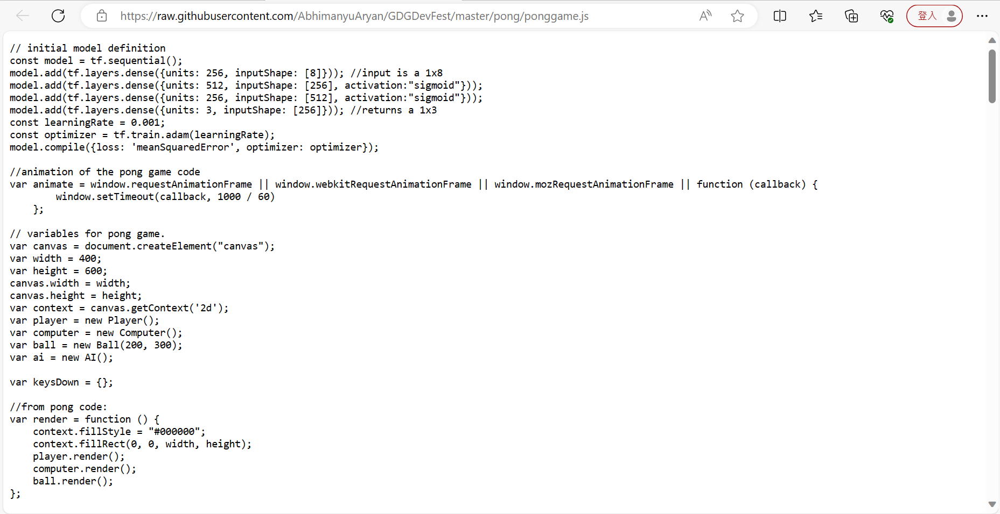 https://raw.githubusercontent.com/AbhimanyuAryan/GDGDevFest/master/pong/ponggame.js
登入
// initial model definition
const model = tf.sequential();
model.add(tf.layers.dense({units: 256, inputShape: [8]})); //input is a 1x8
model.add(tf.layers.dense({units: 512, inputShape: [256], activation:"sigmoid"}));
model.add(tf.layers.dense({units: 256, inputShape: [512], activation:"sigmoid"}));
model.add(tf.layers.dense({units: 3, inputShape: [256]})); //returns a 1x3
const learningRate = 0.001;
const optimizer = tf.train.adam(learningRate);
model.compile({loss: 'meanSquaredError', optimizer: optimizer});

//animation of the pong game code
var animate = window.requestAnimationFrame || window.webkitRequestAnimationFrame || window.mozRequestAnimationFrame || function (callback) {
        window.setTimeout(callback, 1000 / 60)
    };

// variables for pong game.
var canvas = document.createElement("canvas");
var width = 400;
var height = 600;
canvas.width = width;
canvas.height = height;
var context = canvas.getContext('2d');
var player = new Player();
var computer = new Computer();
var ball = new Ball(200, 300);
var ai = new AI();

var keysDown = {};

//from pong code:
var render = function () {
    context.fillStyle = "#000000";
    context.fillRect(0, 0, width, height);
    player.render();
    computer.render();
    ball.render();
};